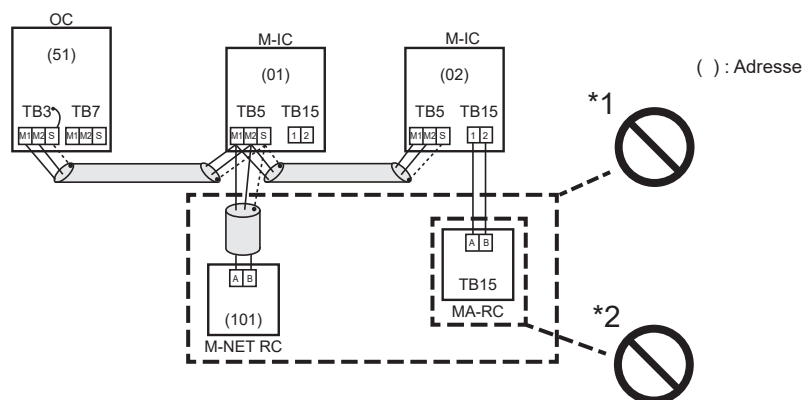 OC
(51)
TB3 TB7
M1 M2 S M1 M2 S
M-IC
(01)
TB5 TB15
M1 M2 S 1 2
M-IC
(02)
TB5 TB15
M1 M2 S 1 2
( ) : Adresse
*1
A B
(101)
M-NET RC
A B
TB15
MA-RC
*2